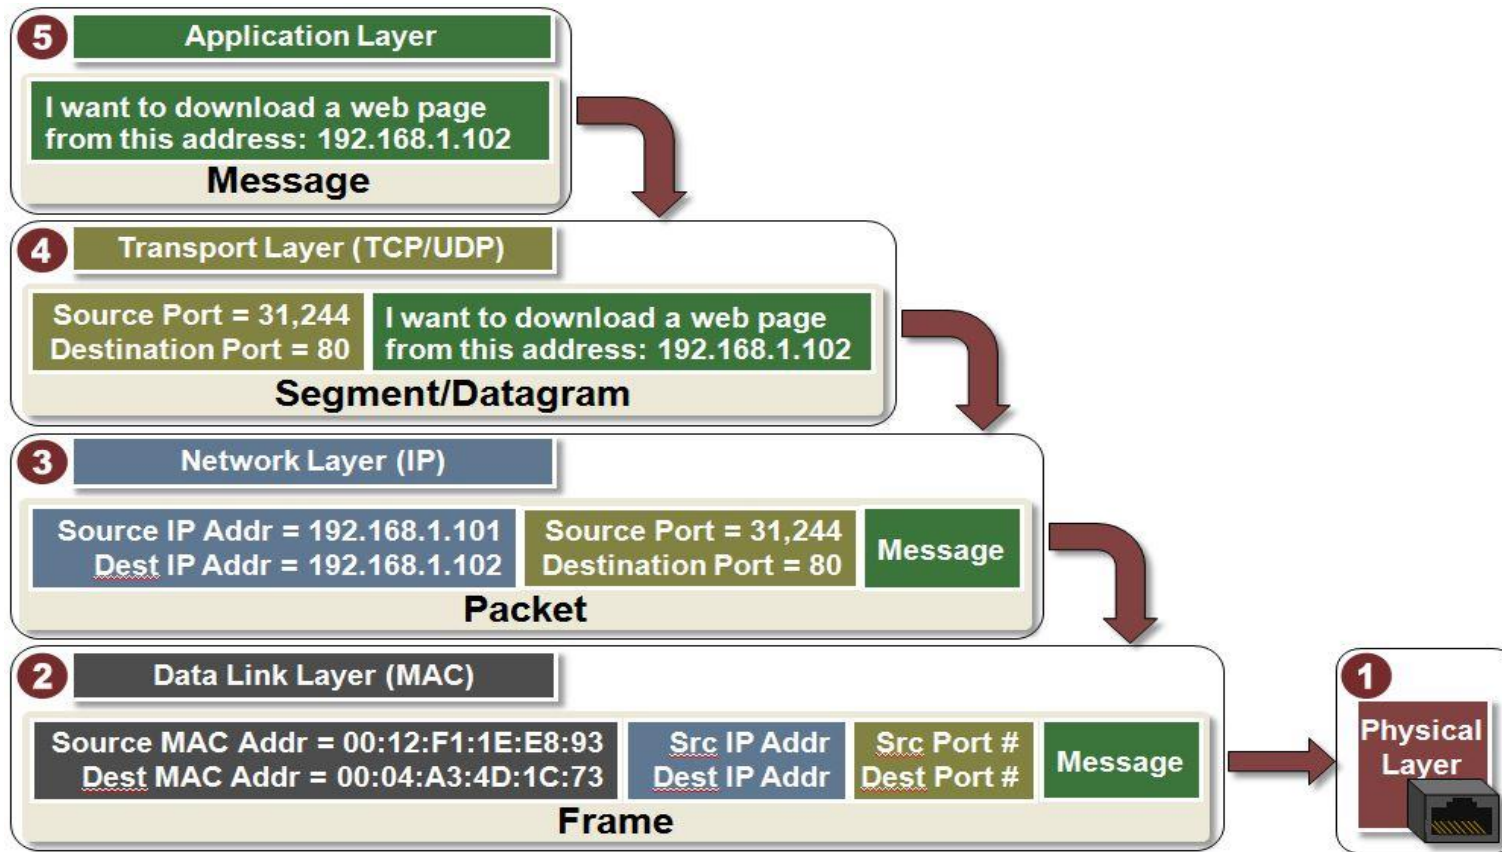 5
Application Layer
I want to download a web page
from this address: 192.168.1.102
Message
4
Transport Layer (TCP/UDP)
Source Port = 31,244
Destination Port = 80
I want to download a web page
from this address: 192.168.1.102
Segment/Datagram
3
Network Layer (IP)
Source IP Addr = 192.168.1.101
Dest IP Addr = 192.168.1.102
Source Port = 31,244
Destination Port = 80
Message
Packet
2
Data Link Layer (MAC)
Source MAC Addr = 00:12:F1:1E:E8:93
Dest MAC Addr = 00:04:A3:4D:1C:73
Src IP Addr
Dest IP Addr
Src Port #
Dest Port #
Message
Frame
1
Physical
Layer